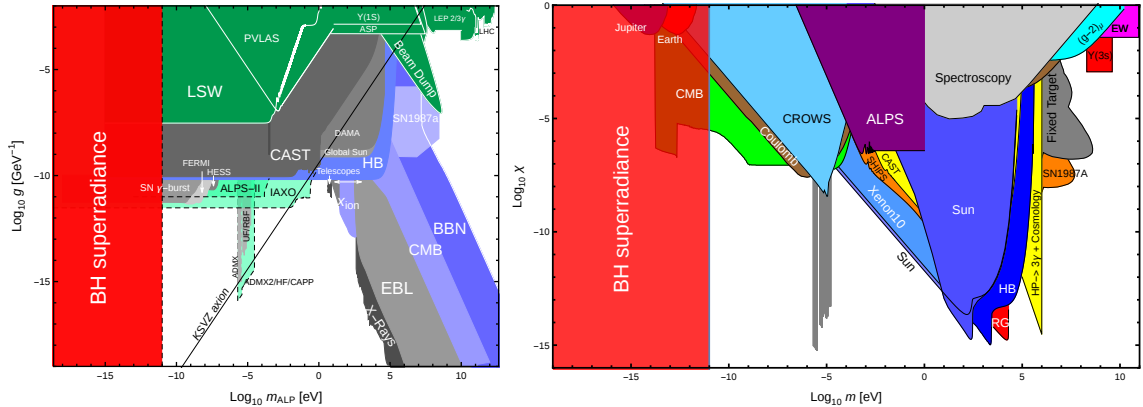 Log10 g [GeV−1]
−5
−10
−15
−15
−10
−5
0
5
10
Log10 mALP [eV]
BH superradiance
LSW
PVLAS
Υ(1S)
ASP
LEP 2/3γ
LHC
Beam Dump
SN1987a
DAMA
Global Sun
CAST
HB
Telescopes
FERMI
HESS
SN γ−burst
ALPS−II
IAXO
Xion
UF/RBF
ADMX
ADMX2/HF/CAPP
KSVZ axion
BBN
CMB
EBL
X−Rays
Log10 χ
0
−5
−10
−15
−15
−10
−5
0
5
10
Log10 m [eV]
BH superradiance
Jupiter
Earth
CMB
Coulomb
CROWS
ALPS
Spectroscopy
(g−2)μ
EW
Υ(3s)
Fixed Target
SN1987A
CAST
SHIPS
Xenon10
Sun
Sun
HB
RG
HP−> 3γ + Cosmology